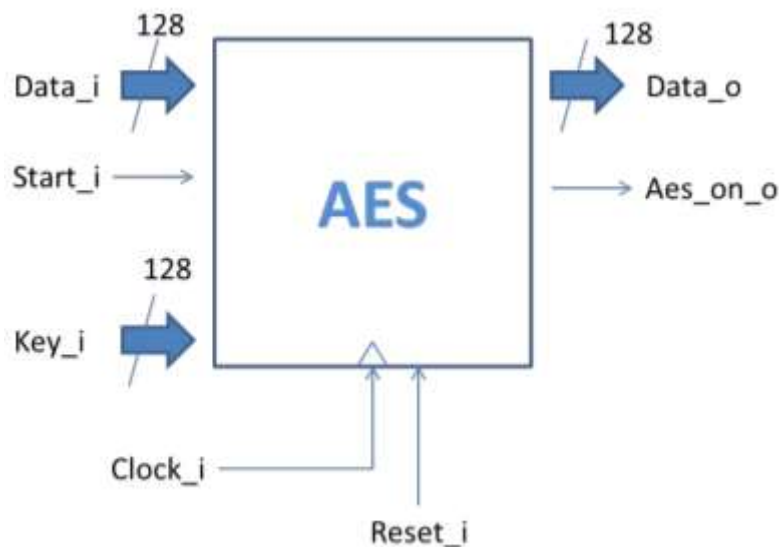 128
128
Data_i
Data_o
Start_i
Aes_on_o
AES
128
Key_i
Clock_i
Reset_i